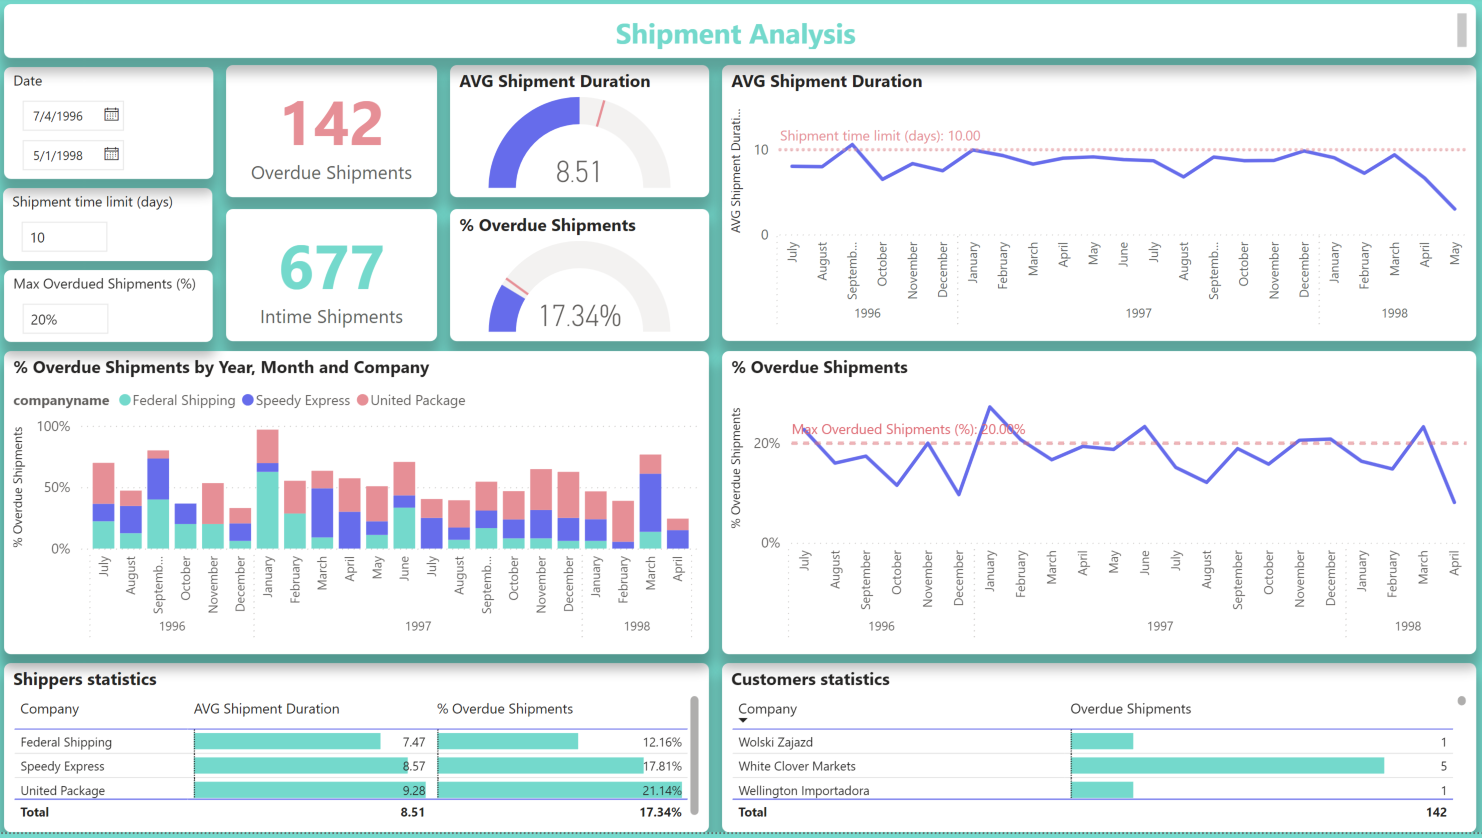 Shipment Analysis
Date
7/4/1996
5/1/1998
Shipment time limit (days)
10
Max Overdued Shipments (%)
20%
142
Overdue Shipments
677
Intime Shipments
AVG Shipment Duration
8.51
% Overdue Shipments
17.34%
AVG Shipment Duration
AVG Shipment Durati...
Shipment time limit (days): 10.00
10
0
July
August
Septemb...
October
November
December
January
February
March
April
May
June
July
August
Septemb...
October
November
December
January
February
March
April
May
1996
1997
1998
% Overdue Shipments by Year, Month and Company
companyname Federal Shipping Speedy Express United Package
% Overdue Shipments
100%
50%
0%
July
August
Septemb...
October
November
December
January
February
March
April
May
June
July
August
Septemb...
October
November
December
January
February
March
April
1996
1997
1998
% Overdue Shipments
% Overdue Shipments
Max Overdued Shipments (%): 20.00%
20%
0%
July
August
September
October
November
December
January
February
March
April
May
June
July
August
September
October
November
December
January
February
March
April
1996
1997
1998
Shippers statistics
Company AVG Shipment Duration % Overdue Shipments
Federal Shipping 7.47 12.16%
Speedy Express 8.57 17.81%
United Package 9.28 21.14%
Total 8.51 17.34%
Customers statistics
Company Overdue Shipments
Wolski Zajazd 1
White Clover Markets 5
Wellington Importadora 1
Total 142